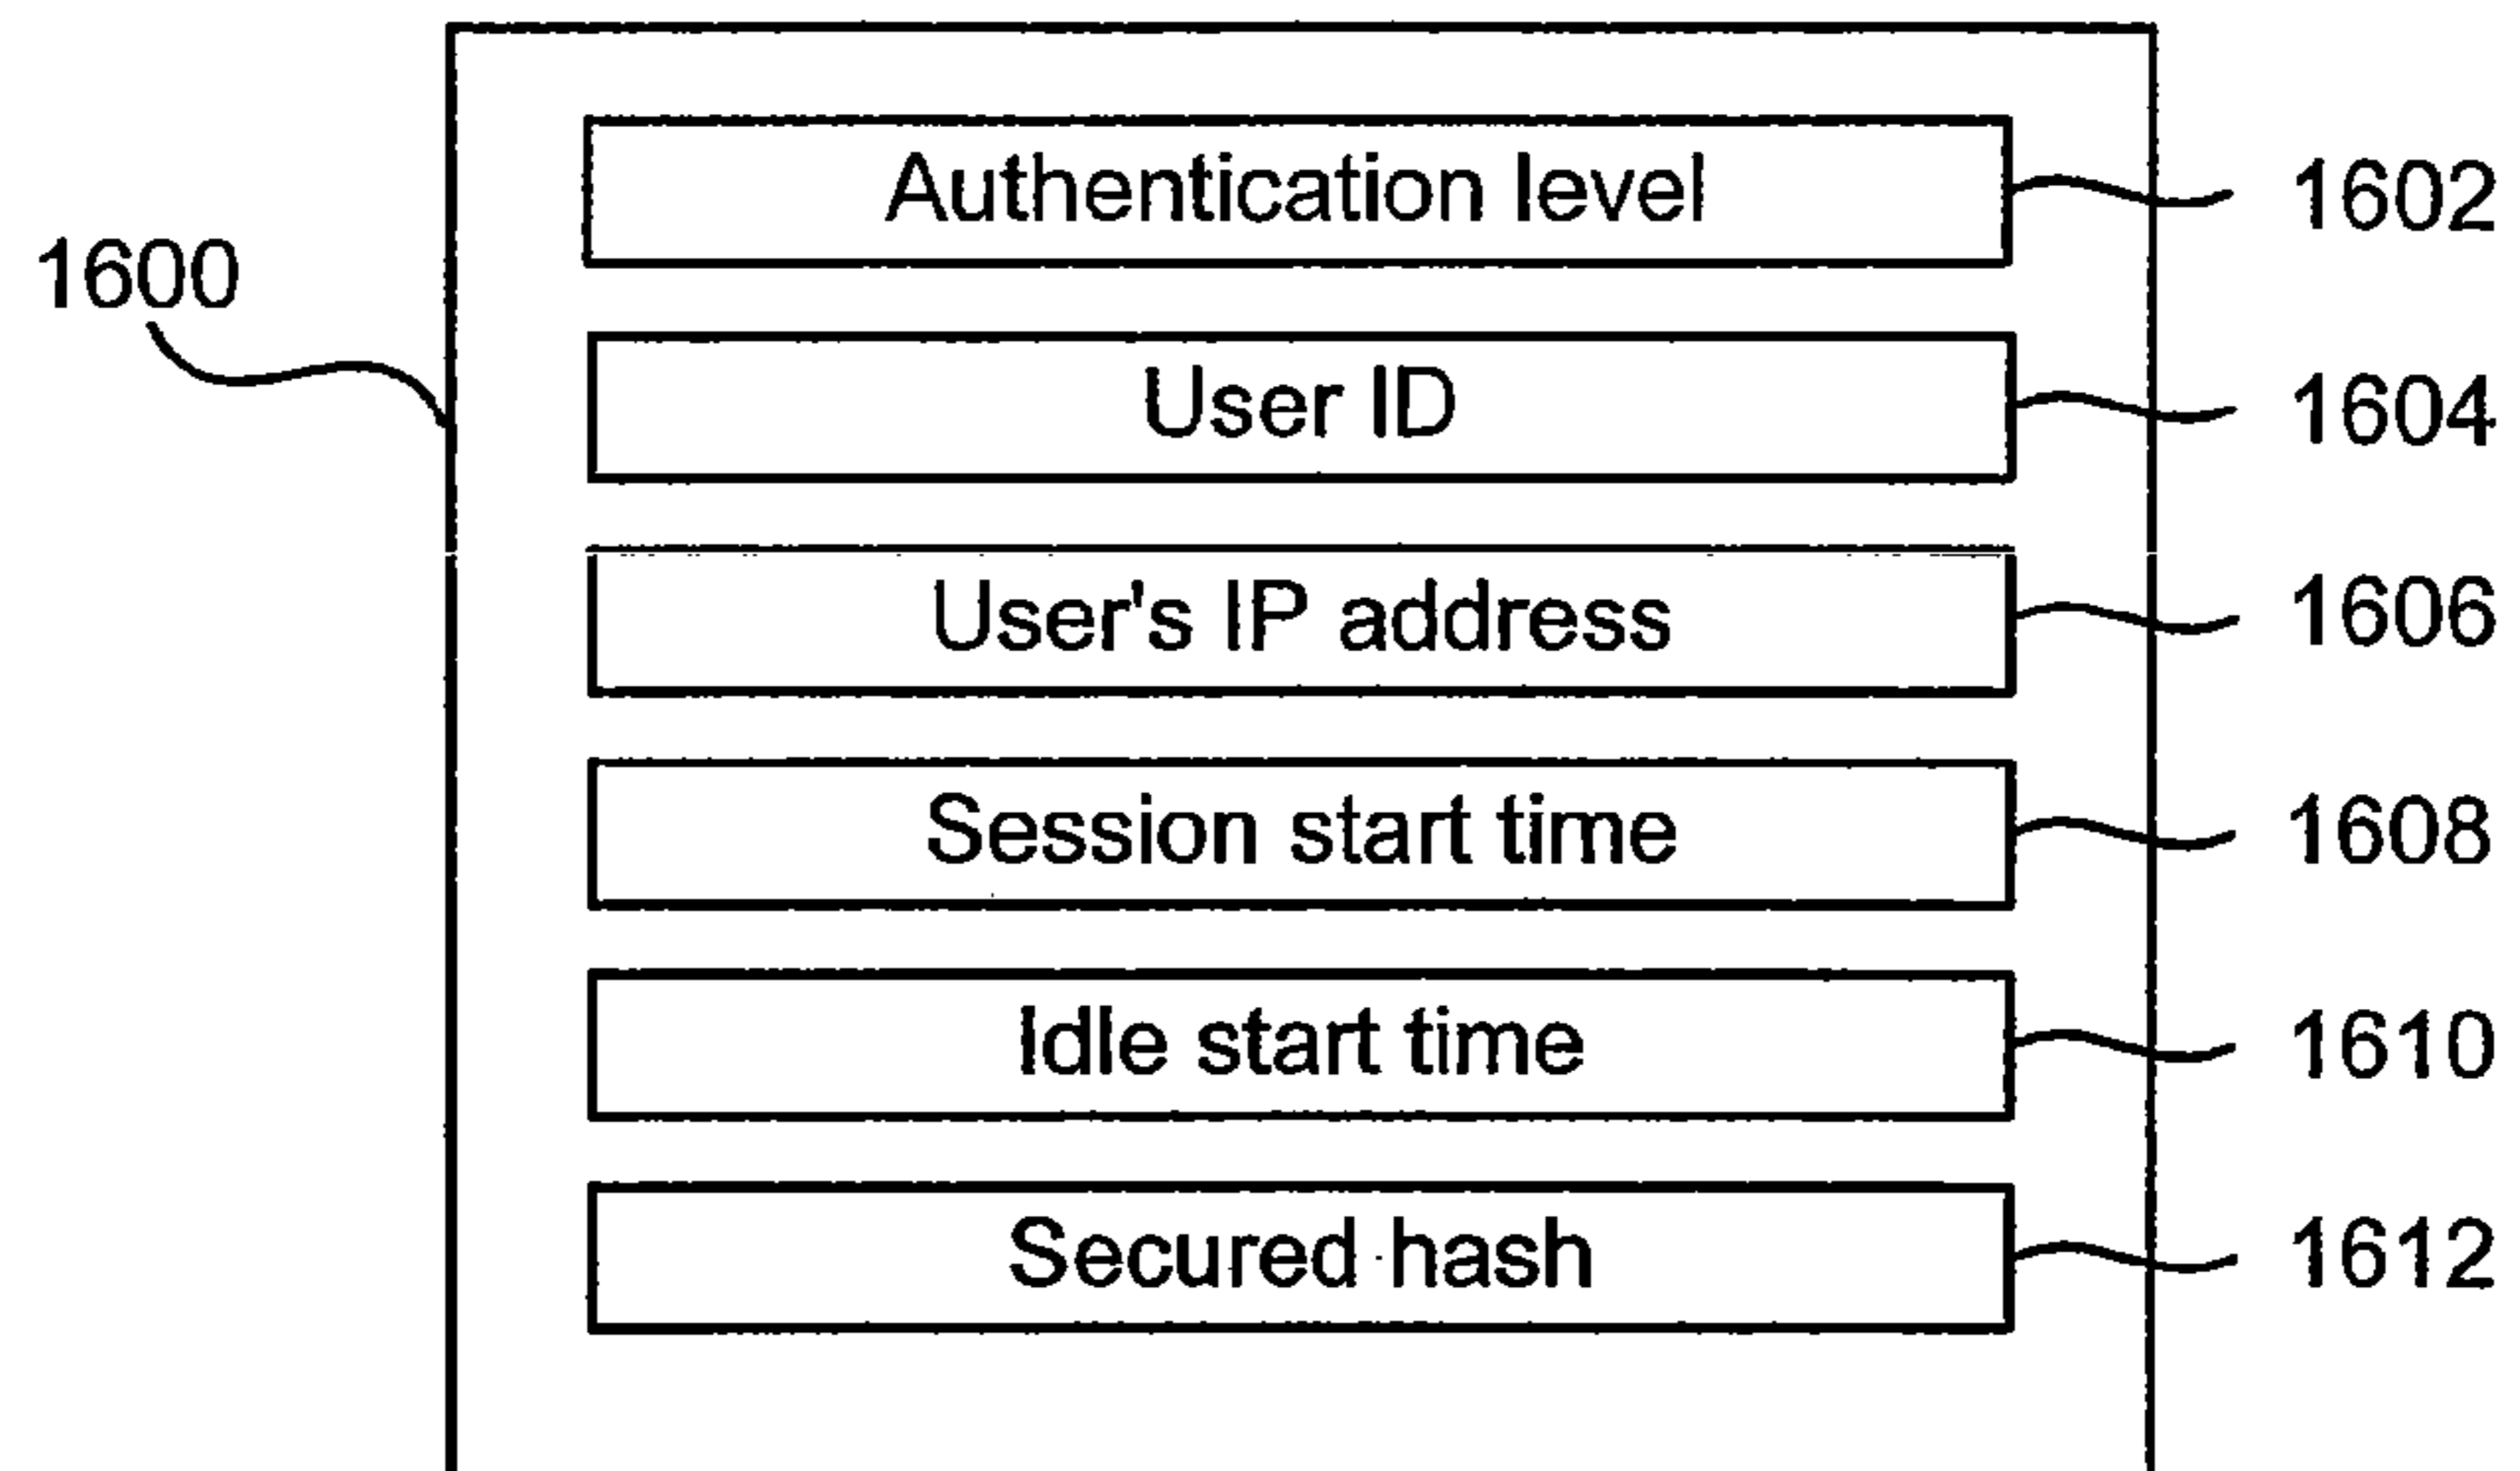 Authentication level 1602
1600
User ID 1604
User's IP address 1606
Session start time 1608
Idle start time 1610
Secured hash 1612